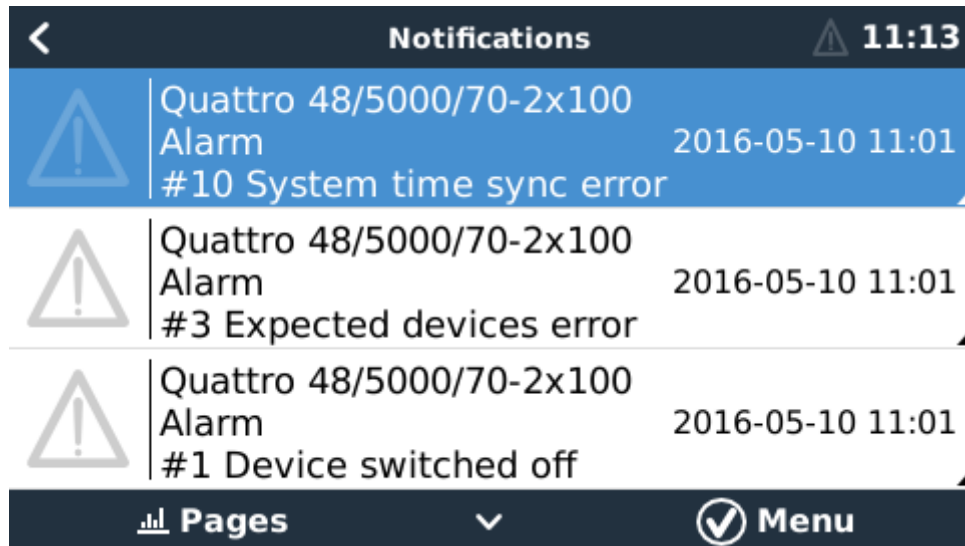 Notifications
11:13
Quattro 48/5000/70-2x100
Alarm
2016-05-10 11:01
#10 System time sync error
Quattro 48/5000/70-2x100
Alarm
2016-05-10 11:01
#3 Expected devices error
Quattro 48/5000/70-2x100
Alarm
2016-05-10 11:01
#1 Device switched off
Pages
Menu